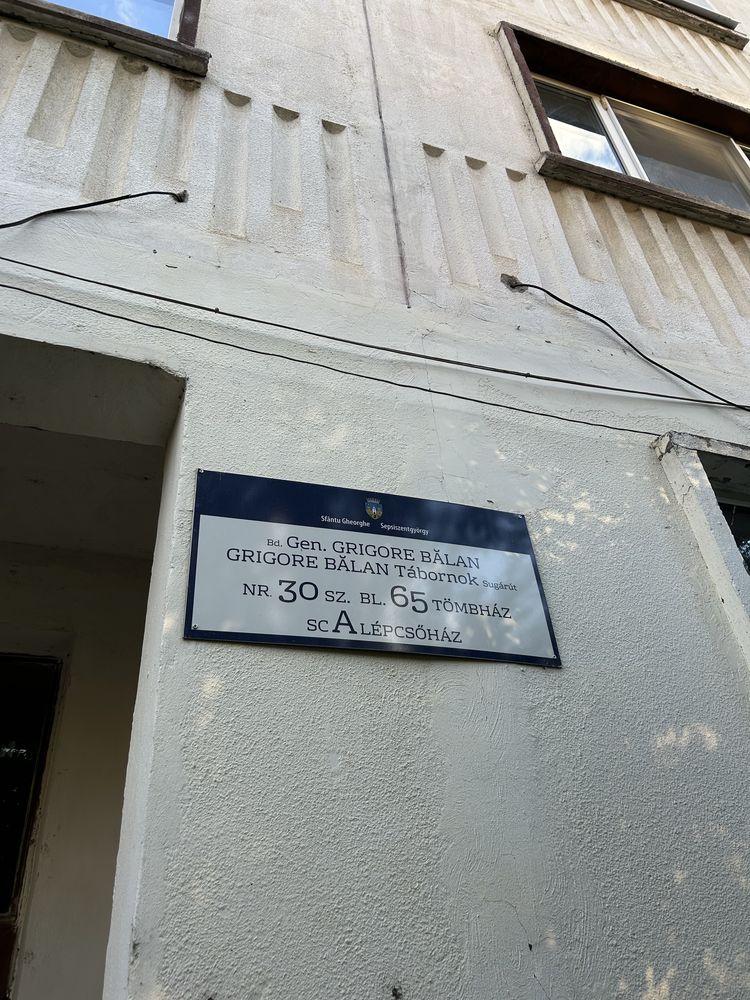 Sfântu Gheorghe Sepsiszentgyörgy
Bd. Gen. GRIGORE BĂLAN
GRIGORE BĂLAN Tábornok sugárút
NR. 30 SZ. BL. 65 TÖMBHÁZ
SC A LÉPCSŐHÁZ